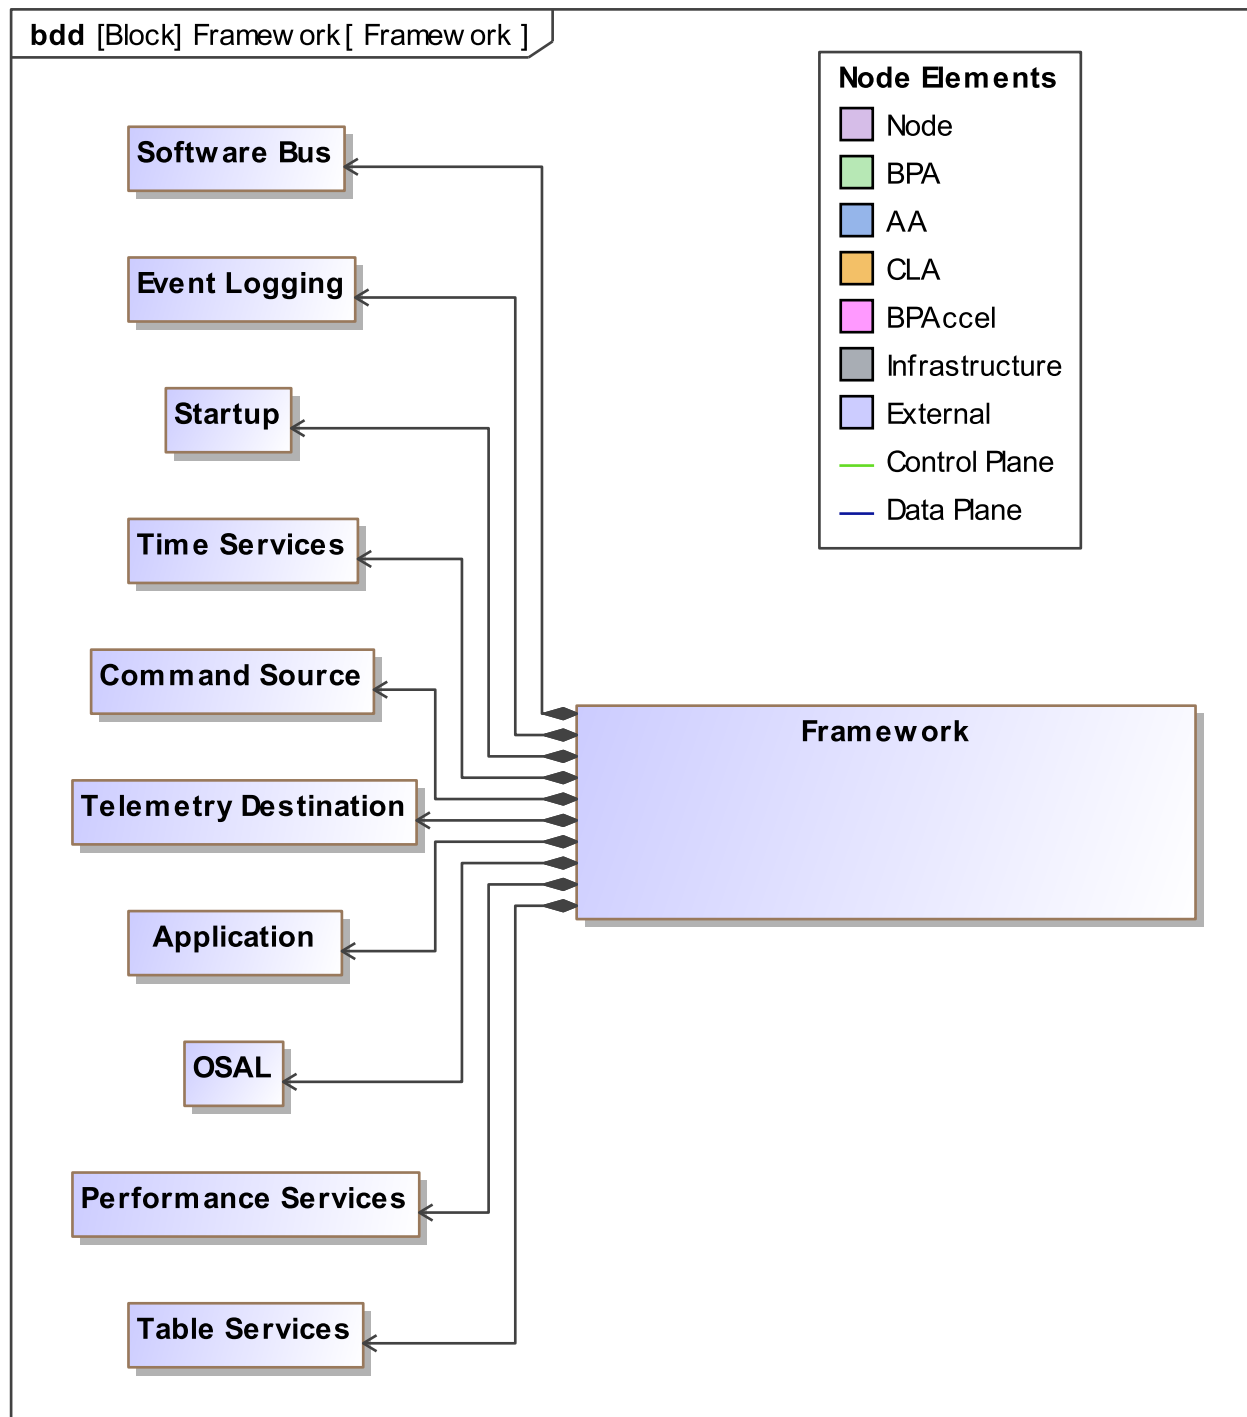 bdd [Block] Framework [ Framework ]
Node Elements
Node
BPA
AA
CLA
BPAccel
Infrastructure
External
Control Plane
Data Plane
Software Bus
Event Logging
Startup
Time Services
Command Source
Telemetry Destination
Application
OSAL
Performance Services
Table Services
Framework